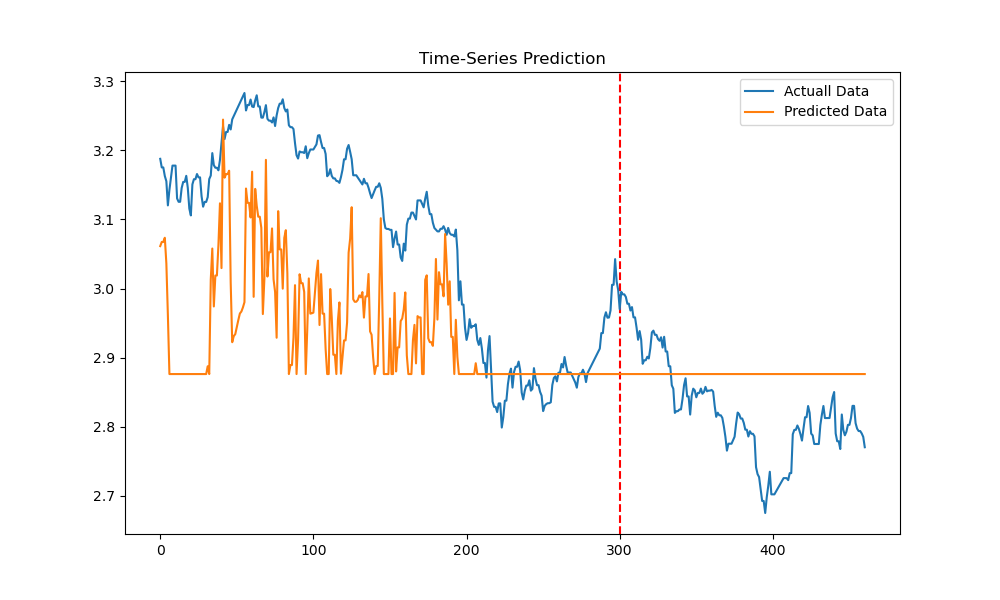 Time-Series Prediction
Actuall Data
Predicted Data
3.3
3.2
3.1
3.0
2.9
2.8
2.7
0 100 200 300 400